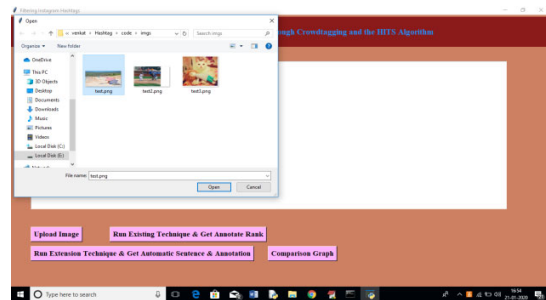 Filtering Instagram Hashtags
ough Crowdtagging and the IHTS Algorithm
Open
« venkat > Hashtag > code > imgs
Search imgs
Organize
New folder
OneDrive
This PC
3D Objects
Desktop
Documents
Downloads
Music
Pictures
Videos
Local Disk (C:)
Local Disk (E:)
test.png
test2.png
test3.png
File name: test.png
Open
Cancel
Upload Image
Run Existing Technique & Get Annotate Rank
Run Extension Technique & Get Automatic Sentence & Annotation
Comparison Graph
Type here to search
16:54
21-01-2020